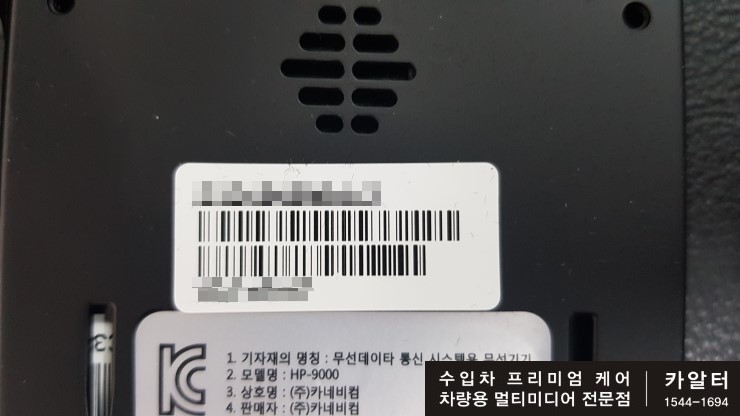 1. 기자재의 명칭 : 무선데이타 통신 시스템용 무선기기
2. 모델명 : HP-9000
3. 상호명 : (주)카네비컴
4. 판매자 : (주)카네비컴
수입차 프리미엄 케어
차량용 멀티미디어 전문점
카알터
1544-1694